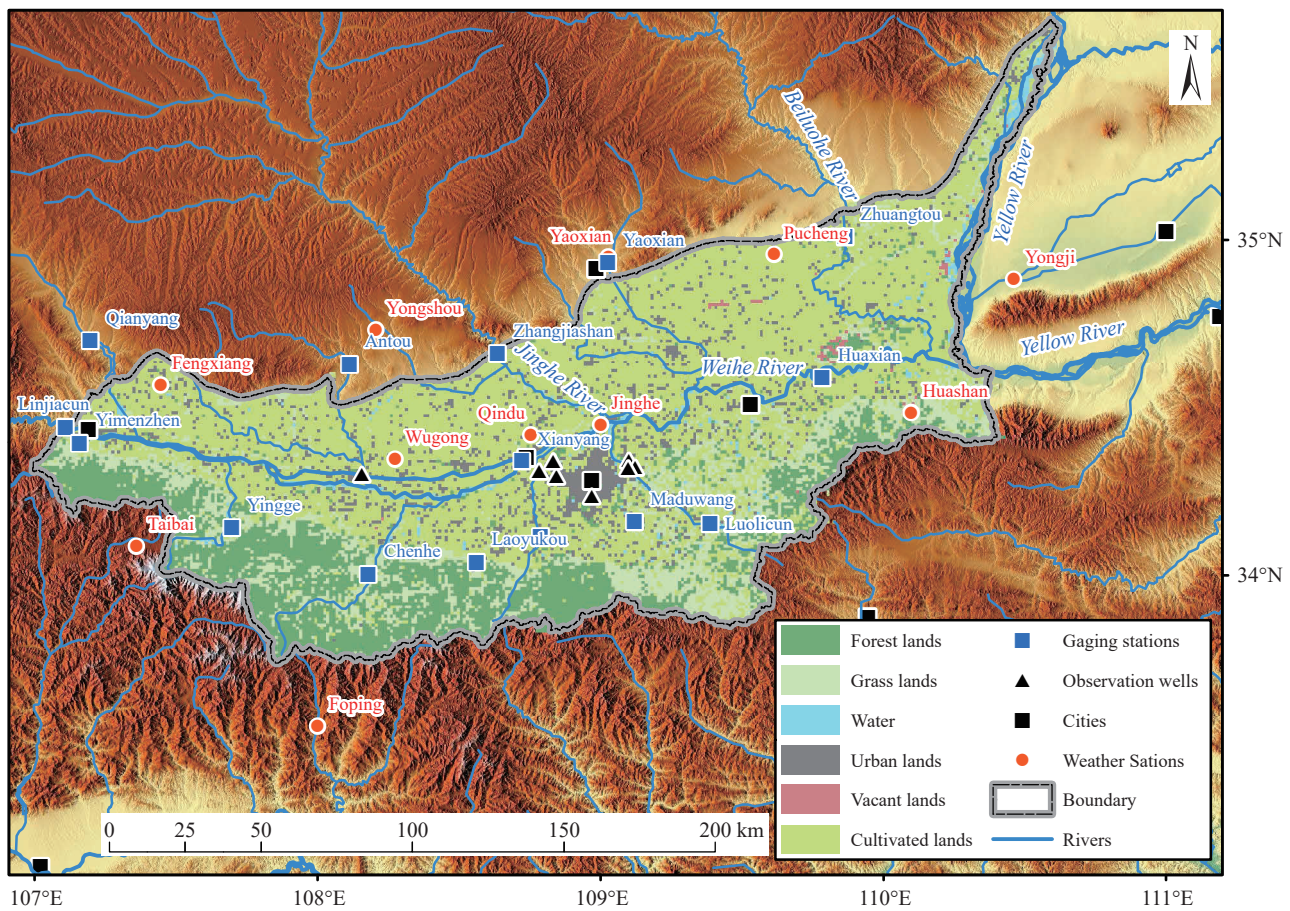 N
Beiluohe River
Yellow River
Zhuangtou
Yaoxian
Yaoxian
Pucheng
35°N
Yongji
Qianyang
Yongshou
Antou
Zhangjiashan
Fengxiang
Jinghe River
Weihe River
Huaxian
Yellow River
Linjiacun
Yimenzhen
Qindu
Jinghe
Huashan
Wugong
Xianyang
Yingge
Maduwang
Luolicun
Taibai
Chenhe
Laoyukou
34°N
Foping
Forest lands
Gaging stations
Grass lands
Observation wells
Water
Cities
Urban lands
Weather Sations
Vacant lands
Boundary
Cultivated lands
Rivers
0 25 50 100 150 200 km
107°E 108°E 109°E 110°E 111°E